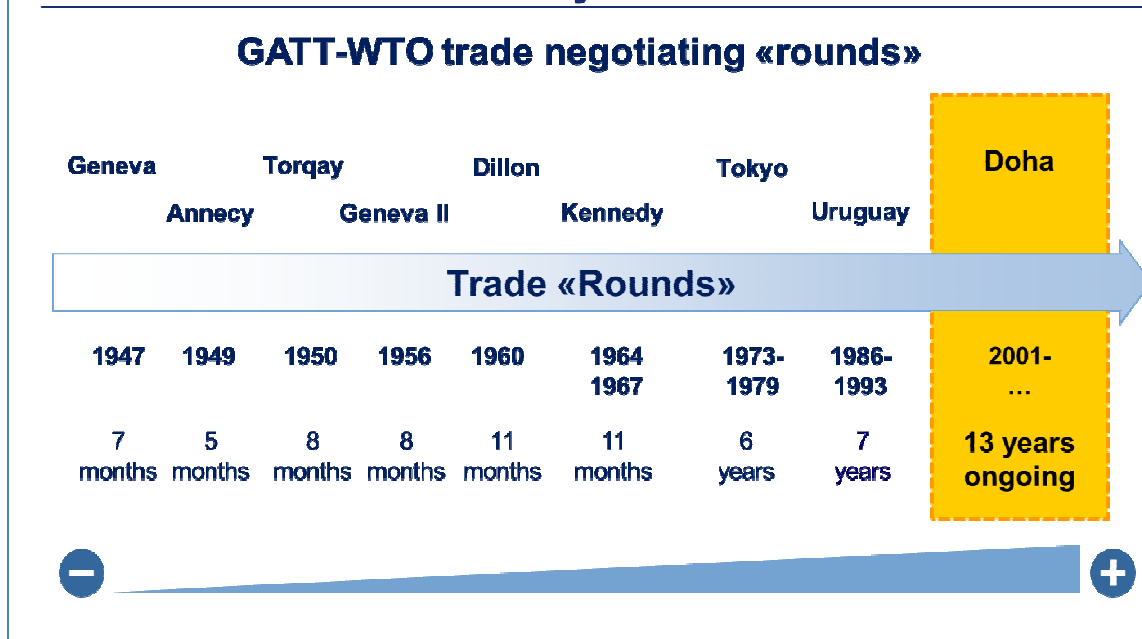 GATT-WTO trade negotiating «rounds»
Geneva
Torqay
Dillon
Tokyo
Doha
Annecy
Geneva II
Kennedy
Uruguay
Trade «Rounds»
1947
1949
1950
1956
1960
1964
1967
1973-
1979
1986-
1993
2001-
...
7
months
5
months
8
months
8
months
11
months
11
months
6
years
7
years
13 years
ongoing